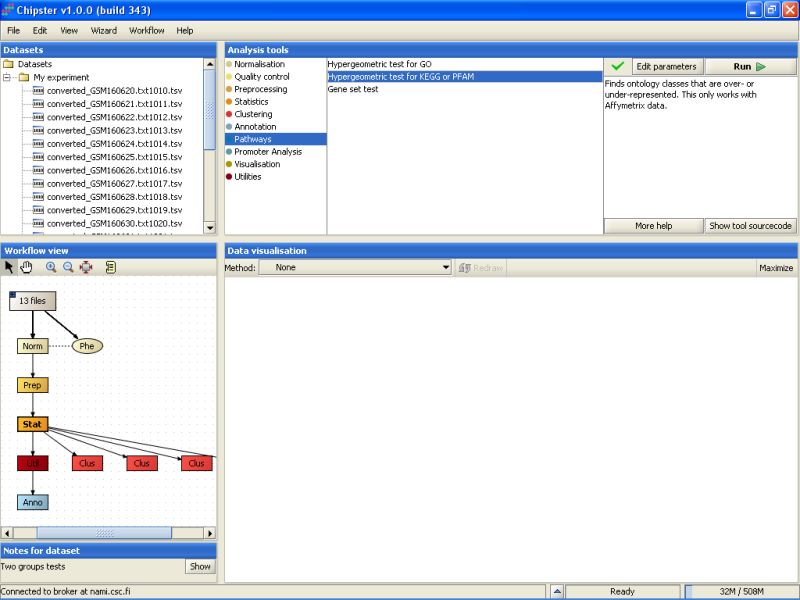 Chipster v1.0.0 (build 343)
File Edit View Wizard Workflow Help
Datasets
Datasets
My experiment
converted_GSM160620.txt1010.tsv
converted_GSM160621.txt1011.tsv
converted_GSM160622.txt1012.tsv
converted_GSM160623.txt1013.tsv
converted_GSM160624.txt1014.tsv
converted_GSM160625.txt1015.tsv
converted_GSM160626.txt1016.tsv
converted_GSM160627.txt1017.tsv
converted_GSM160628.txt1018.tsv
converted_GSM160629.txt1019.tsv
converted_GSM160630.txt1020.tsv
Analysis tools
Normalisation
Quality control
Preprocessing
Statistics
Clustering
Annotation
Pathways
Promoter Analysis
Visualisation
Utilities
Hypergeometric test for GO
Hypergeometric test for KEGG or PFAM
Gene set test
Edit parameters
Run
Finds ontology classes that are over- or
under-represented. This only works with
Affymetrix data.
More help
Show tool sourcecode
Workflow view
13 files
Norm
Phe
Prep
Stat
Util
Clus
Clus
Clus
Anno
Notes for dataset
Two groups tests
Show
Data visualisation
Method:
None
Redraw
Maximize
Connected to broker at nami.csc.fi
Ready
32M / 508M